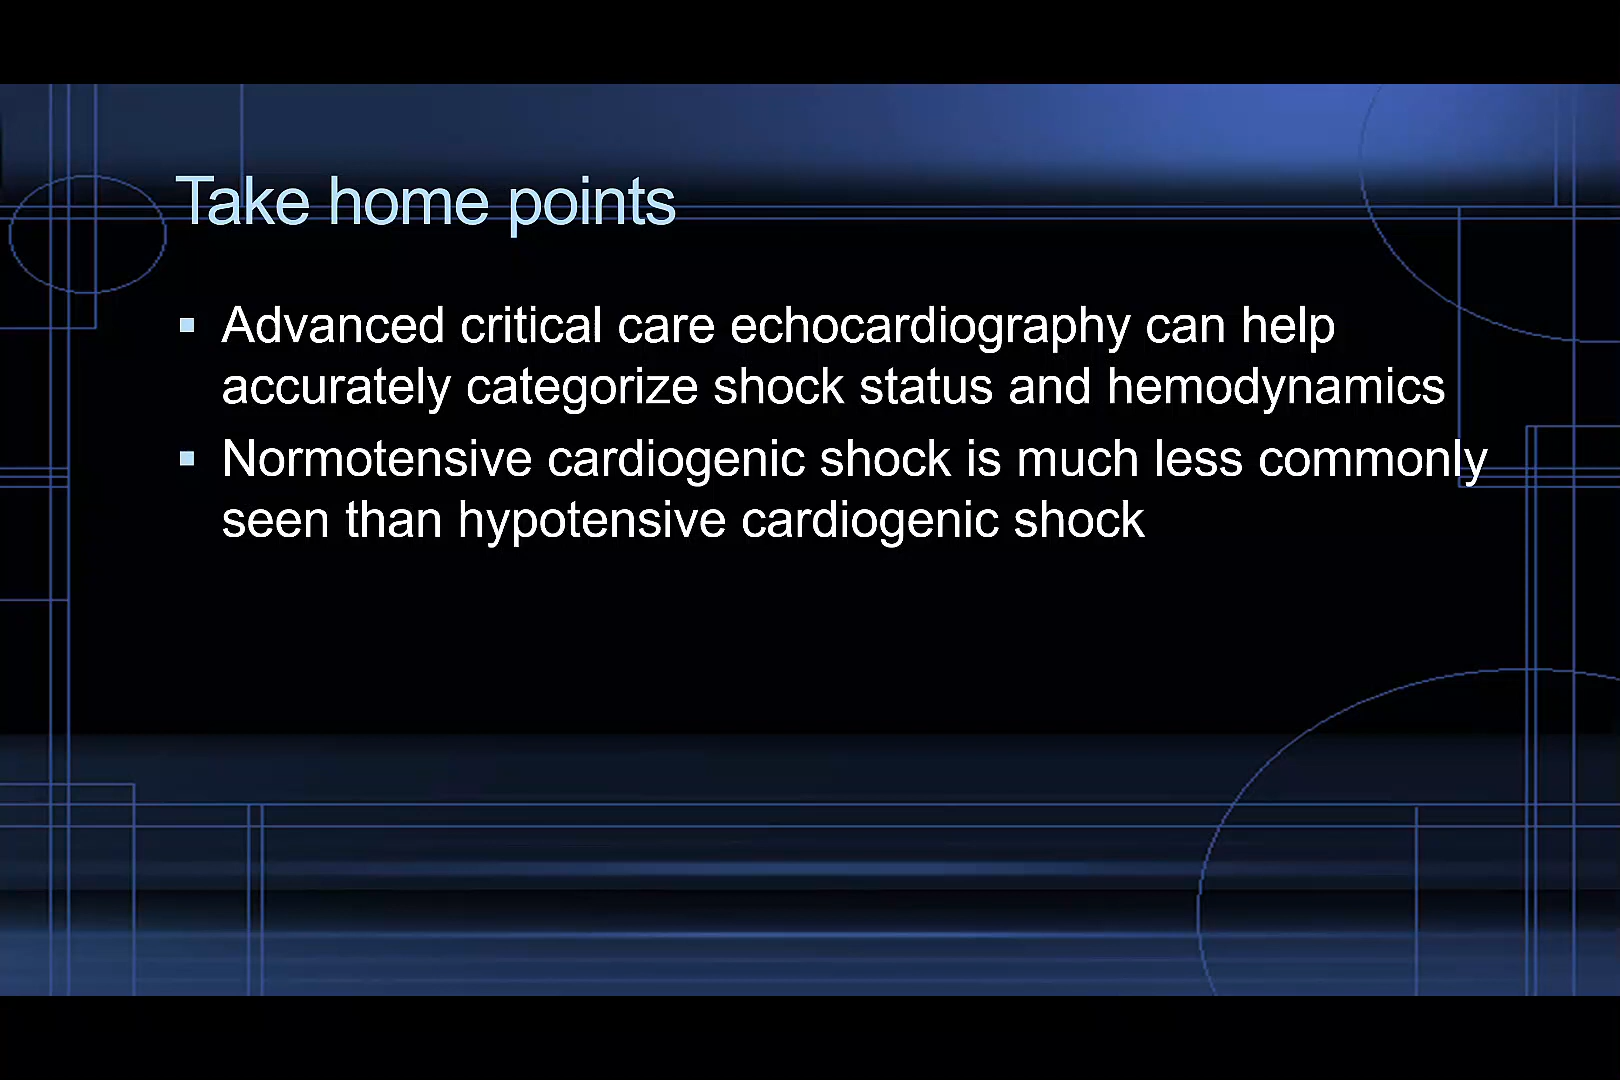 Take home points
▪ Advanced critical care echocardiography can help
accurately categorize shock status and hemodynamics
▪ Normotensive cardiogenic shock is much less commonly
seen than hypotensive cardiogenic shock